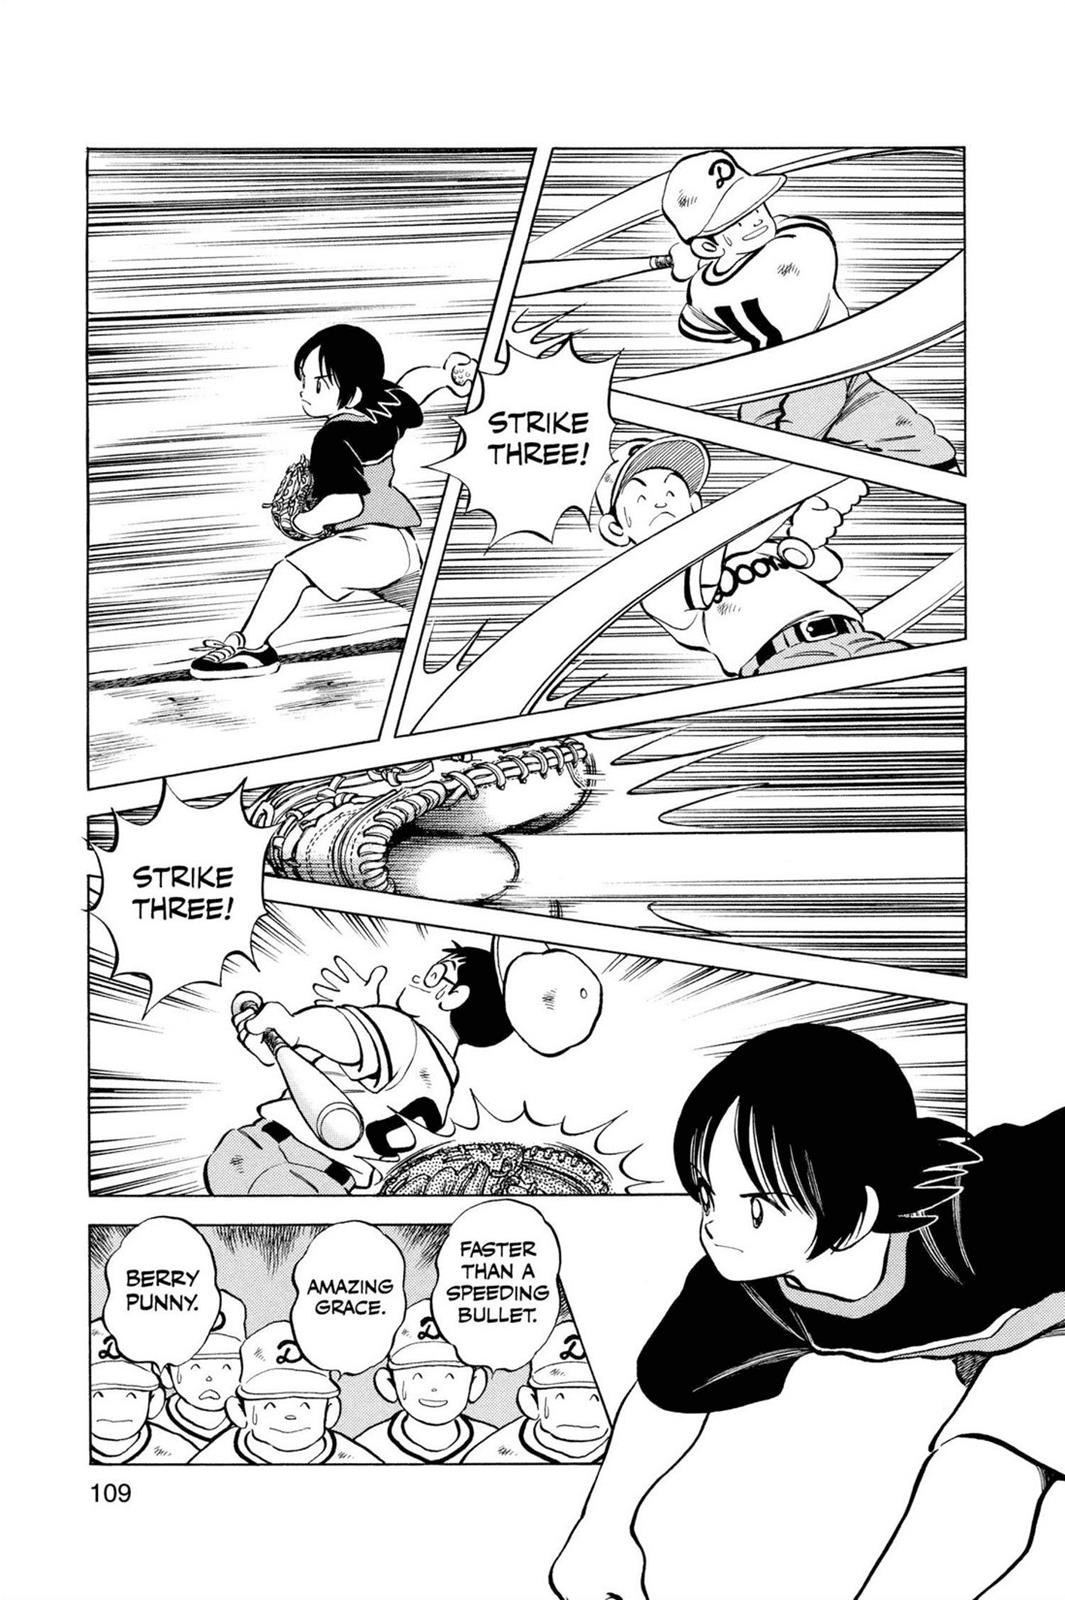 D
STRIKE
THREE!
STRIKE
THREE!
BERRY
PUNNY.
AMAZING
GRACE.
FASTER
THAN A
SPEEDING
BULLET.
D
D
D
109